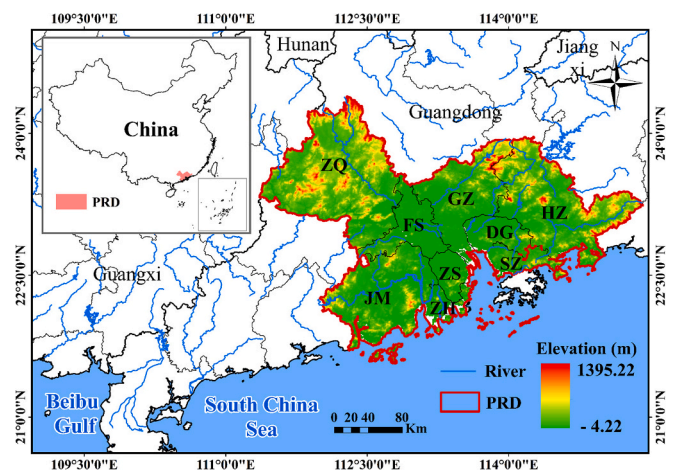 109°30'0"E
111°0'0"E
112°30'0"E
114°0'0"E
Hunan
Jiang
xi
N
China
PRD
Guangdong
24°0'0"N
24°0'0"N
ZQ
GZ
HZ
FS
DG
SZ
ZS
JM
ZH
Guangxi
22°30'0"N
22°30'0"N
Elevation (m)
1395.22
- 4.22
River
PRD
Beibu
Gulf
South China
Sea
0 20 40 80
Km
21°0'0"N
21°0'0"N
109°30'0"E
111°0'0"E
112°30'0"E
114°0'0"E